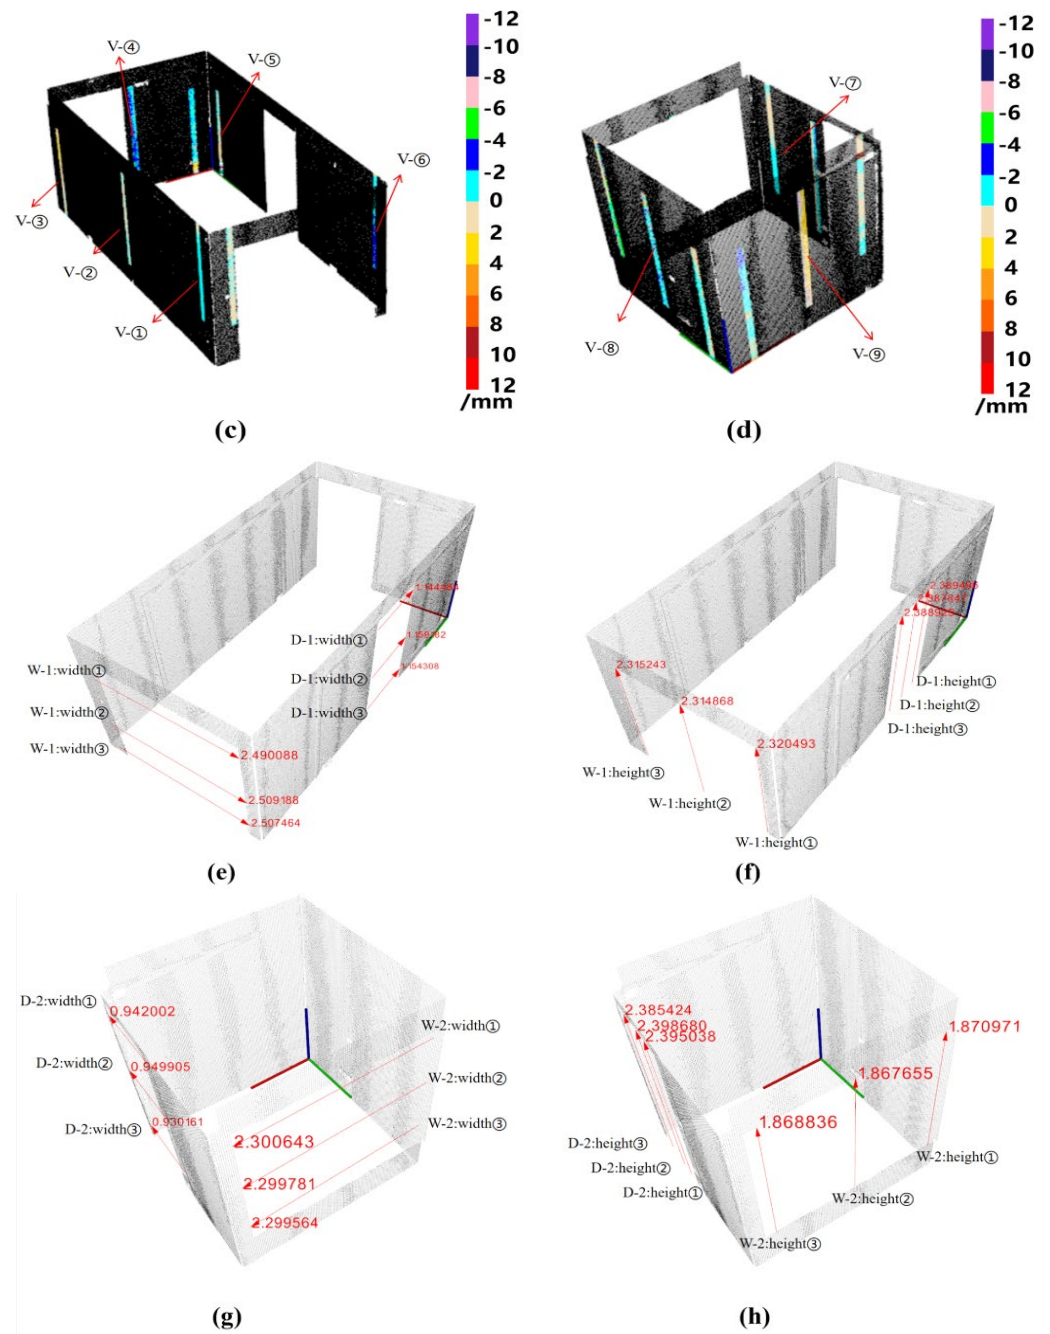 -12
-10
-8
-6
-4
-2
0
2
4
6
8
10
12
/mm
V-④
V-⑤
V-⑥
V-③
V-②
V-①
(c)
-12
-10
-8
-6
-4
-2
0
2
4
6
8
10
12
/mm
V-⑦
V-⑧
V-⑨
(d)
D-1:width①
1.159182
W-1:width①
D-1:width②
1.154308
W-1:width②
D-1:width③
W-1:width③
2.490088
2.509188
2.507464
(e)
2.315243
D-1:height①
2.314868
D-1:height②
D-1:height③
2.320493
W-1:height③
W-1:height②
W-1:height①
(f)
D-2:width①
0.942002
W-2:width①
D-2:width②
0.949905
W-2:width②
D-2:width③
0.930161
W-2:width③
2.300643
2.299781
2.299564
(g)
2.385424
2.398680
2.395038
1.870971
1.867655
1.868836
D-2:height③
D-2:height②
D-2:height①
W-2:height①
W-2:height②
W-2:height③
(h)